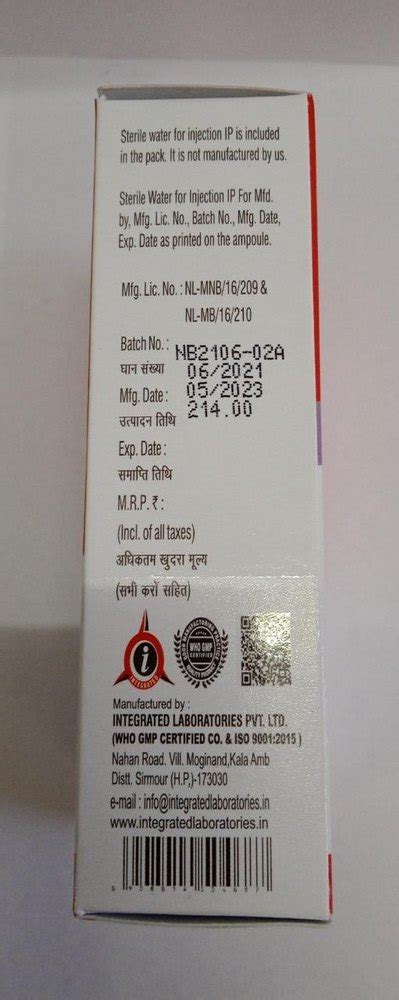 Sterile water for injection IP is included
in the pack. It is not manufactured by us.
Sterile Water for Injection IP For Mfd.
by, Mfg. Lic. No., Batch No., Mfg. Date,
Exp. Date as printed on the ampoule.
Mfg. Lic. No. : NL-MNB/16/209 &
NL-MB/16/210
Batch No. : NB2106-02A
घान संख्या 06/2021
Mfg. Date : 05/2023
उत्पादन तिथि 214.00
Exp. Date :
समाप्ति तिथि
M.R.P. ₹ :
(Incl. of all taxes)
अधिकतम खुदरा मूल्य
(सभी करों सहित)
i
INTEGRATED
WHO GMP
CERTIFIED
Manufactured by :
INTEGRATED LABORATORIES PVT. LTD.
(WHO GMP CERTIFIED CO. & ISO 9001:2015 )
Nahan Road. Vill. Moginand,Kala Amb
Distt. Sirmour (H.P,)-173030
e-mail : info@integratedlaboratories.in
www.integratedlaboratories.in